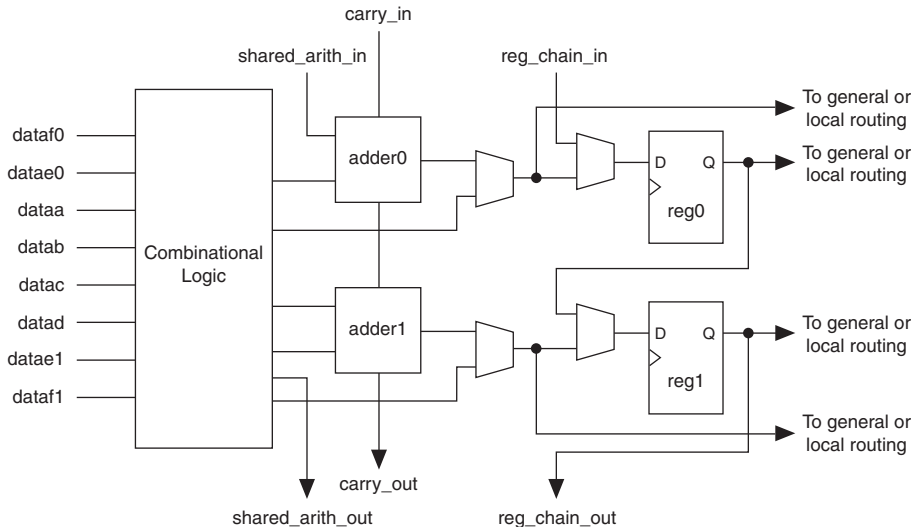 carry_in
shared_arith_in
reg_chain_in
To general or
local routing
dataf0
datae0
dataa
datab
datac
datad
datae1
dataf1
Combinational
Logic
adder0
D
Q
reg0
To general or
local routing
adder1
D
Q
reg1
To general or
local routing
To general or
local routing
carry_out
shared_arith_out
reg_chain_out